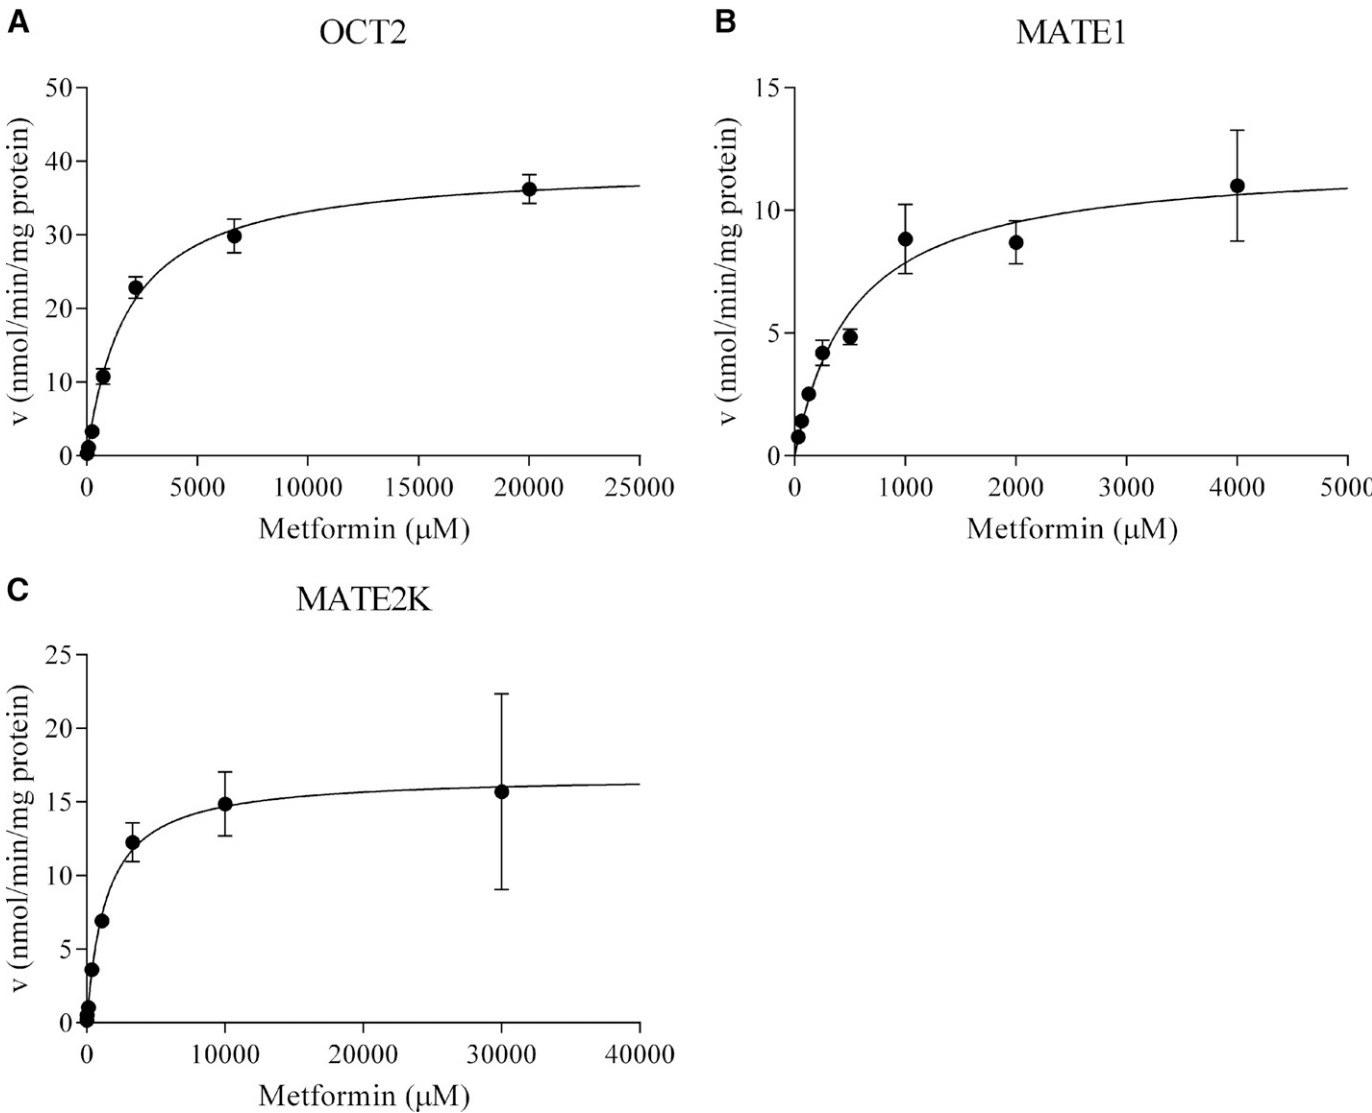 A
OCT2
50
40
30
20
10
0
v (nmol/min/mg protein)
0 5000 10000 15000 20000 25000
Metformin (μM)
B
MATE1
15
10
5
0
v (nmol/min/mg protein)
0 1000 2000 3000 4000 5000
Metformin (μM)
C
MATE2K
25
20
15
10
5
0
v (nmol/min/mg protein)
0 10000 20000 30000 40000
Metformin (μM)